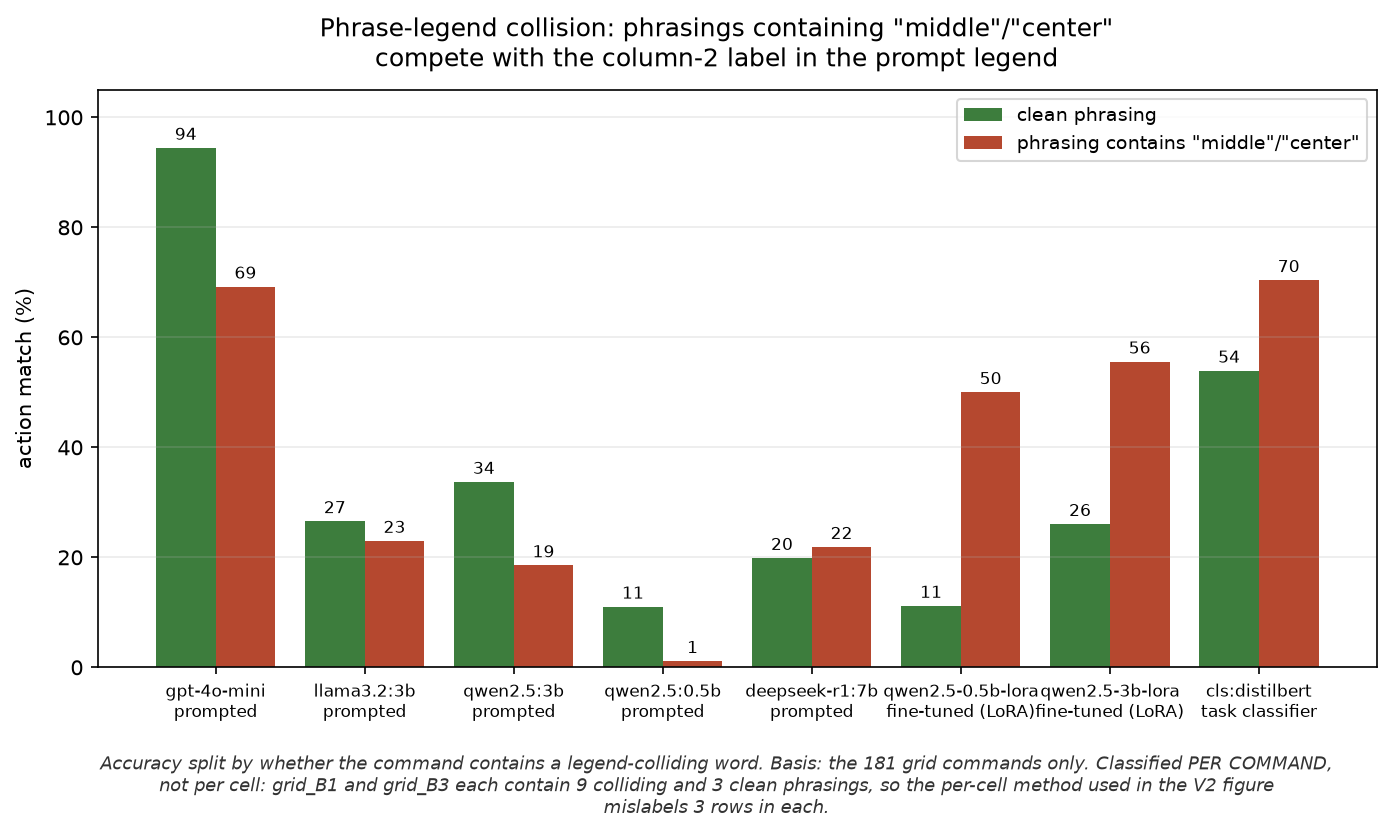 Phrase-legend collision: phrasings containing "middle"/"center"
compete with the column-2 label in the prompt legend
clean phrasing
phrasing contains "middle"/"center"
action match (%)
100
80
60
40
20
0
94
69
27
23
34
19
11
1
20
22
11
50
26
56
54
70
gpt-4o-mini
prompted
llama3.2:3b
prompted
qwen2.5:3b
prompted
qwen2.5:0.5b
prompted
deepseek-r1:7b
prompted
qwen2.5-0.5b-lora
fine-tuned (LoRA)
qwen2.5-3b-lora
fine-tuned (LoRA)
cls:distilbert
task classifier
Accuracy split by whether the command contains a legend-colliding word. Basis: the 181 grid commands only. Classified PER COMMAND,
not per cell: grid_B1 and grid_B3 each contain 9 colliding and 3 clean phrasings, so the per-cell method used in the V2 figure
mislabels 3 rows in each.